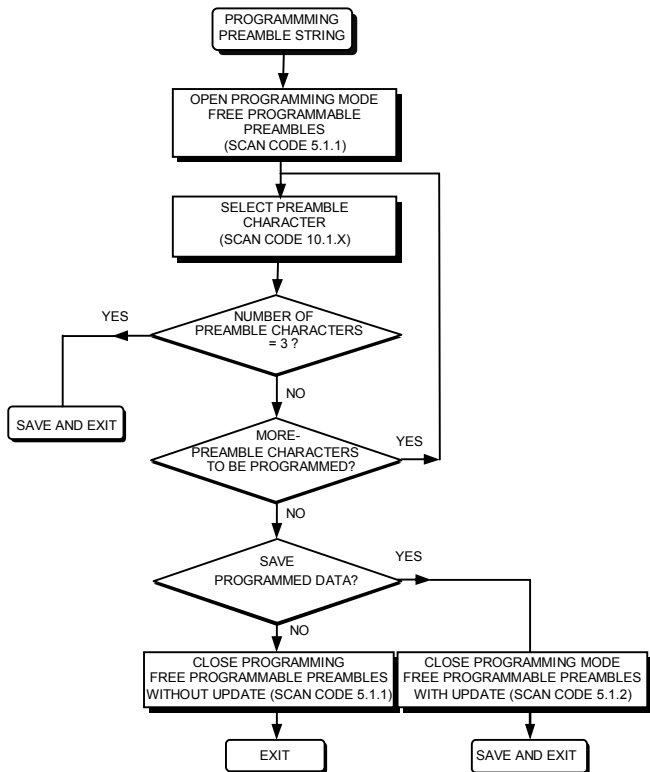 PROGRAMMMING
PREAMBLE STRING
OPEN PROGRAMMING MODE
FREE PROGRAMMABLE
PREAMBLES
(SCAN CODE 5.1.1)
SELECT PREAMBLE
CHARACTER
(SCAN CODE 10.1.X)
YES
NUMBER OF
PREAMBLE CHARACTERS
= 3 ?
NO
SAVE AND EXIT
MORE-
PREAMBLE CHARACTERS
TO BE PROGRAMMED?
YES
NO
SAVE
PROGRAMMED DATA?
YES
NO
CLOSE PROGRAMMING
FREE PROGRAMMABLE PREAMBLES
WITHOUT UPDATE (SCAN CODE 5.1.1)
CLOSE PROGRAMMING MODE
FREE PROGRAMMABLE PREAMBLES
WITH UPDATE (SCAN CODE 5.1.2)
EXIT
SAVE AND EXIT